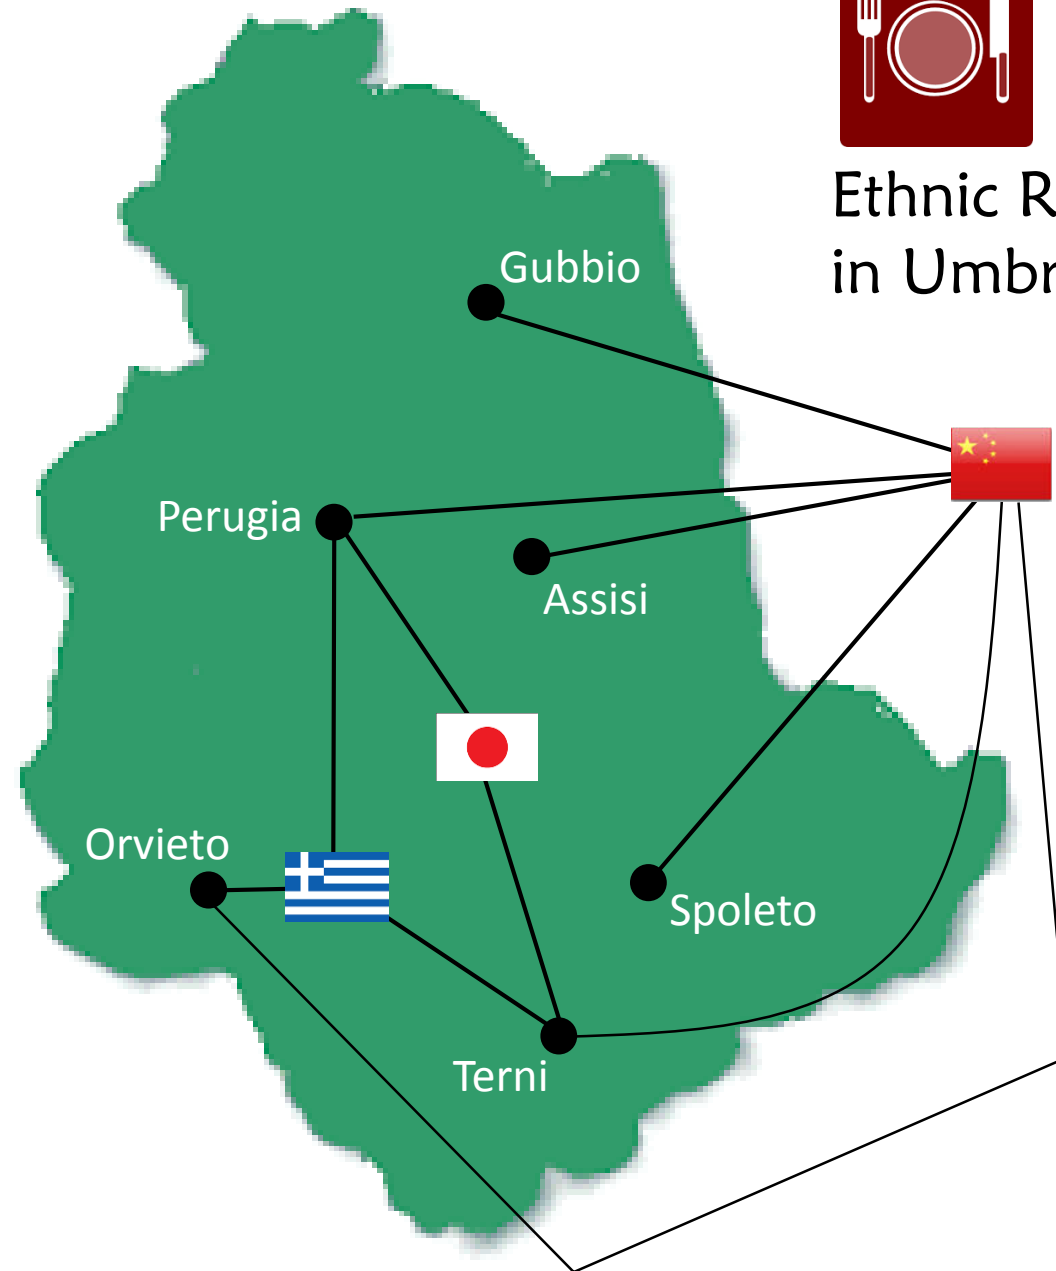 Ethnic R
in Umbr
Gubbio
Perugia
Assisi
Orvieto
Spoleto
Terni